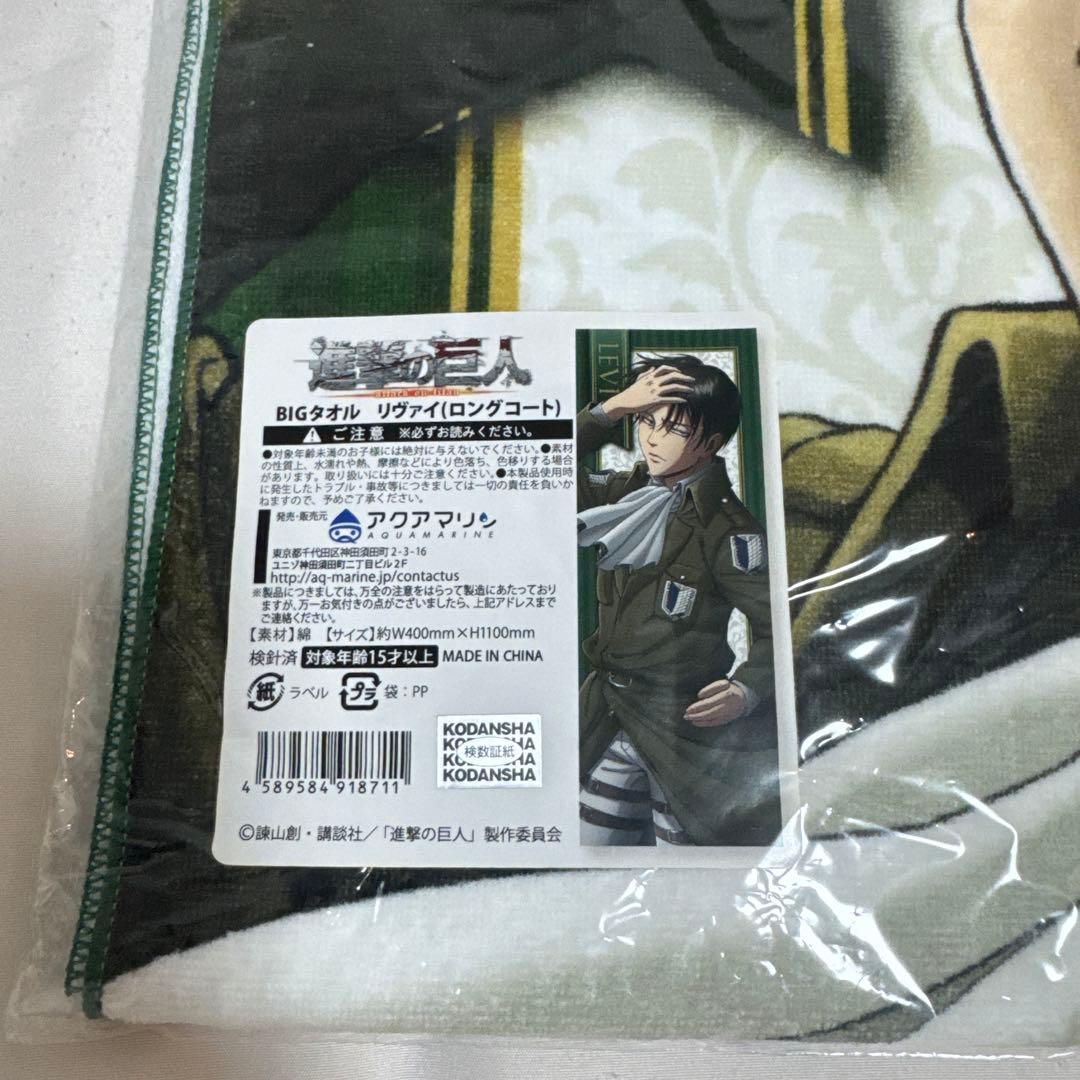 進撃の巨人
attack on titan
BIGタオル リヴァイ(ロングコート)
ご注意 ※必ずお読みください。
●対象年齢未満のお子様には絶対に与えないでください。●素材
の性質上、水濡れや熱、摩擦などにより色落ち、色移りする場合
があります。取り扱いには十分ご注意ください。●本製品使用時
に発生したトラブル・事故等につきましては一切の責任を負いか
ねますので、予めご了承ください。
発売・販売元 アクアマリン
AQUAMARINE
東京都千代田区神田須田町2-3-16
ユニゾ神田須田町二丁目ビル2F
http://aq-marine.jp/contactus
※製品につきましては、万全の注意をはらって製造にあたっており
ますが、万一お気付きの点がございましたら、上記アドレスまで
ご連絡ください。
【素材】綿 【サイズ】約W400mm×H1100mm
検針済 対象年齢15才以上 MADE IN CHINA
紙 ラベル プラ 袋:PP
KODANSHA
検数証紙
KODANSHA
4 589584 918711
©諫山創・講談社/「進撃の巨人」製作委員会
LEVI